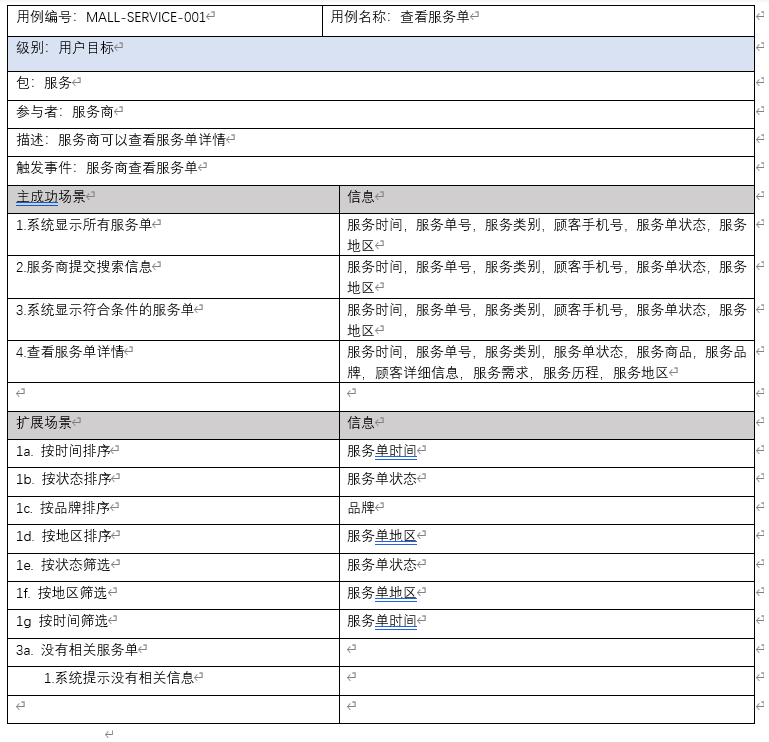 用例编号：MALL-SERVICE-001 用例名称：查看服务单
级别：用户目标
包：服务
参与者：服务商
描述：服务商可以查看服务单详情
触发事件：服务商查看服务单
主成功场景 信息
1.系统显示所有服务单 服务时间，服务单号，服务类别，顾客手机号，服务单状态，服务
地区
2.服务商提交搜索信息 服务时间，服务单号，服务类别，顾客手机号，服务单状态，服务
地区
3.系统显示符合条件的服务单 服务时间，服务单号，服务类别，顾客手机号，服务单状态，服务
地区
4.查看服务单详情 服务时间，服务单号，服务类别，服务单状态，服务商品，服务品
牌，顾客详细信息，服务需求，服务历程，服务地区
扩展场景 信息
1a. 按时间排序 服务单时间
1b. 按状态排序 服务单状态
1c. 按品牌排序 品牌
1d. 按地区排序 服务单地区
1e. 按状态筛选 服务单状态
1f. 按地区筛选 服务单地区
1g 按时间筛选 服务单时间
3a. 没有相关服务单
1.系统提示没有相关信息